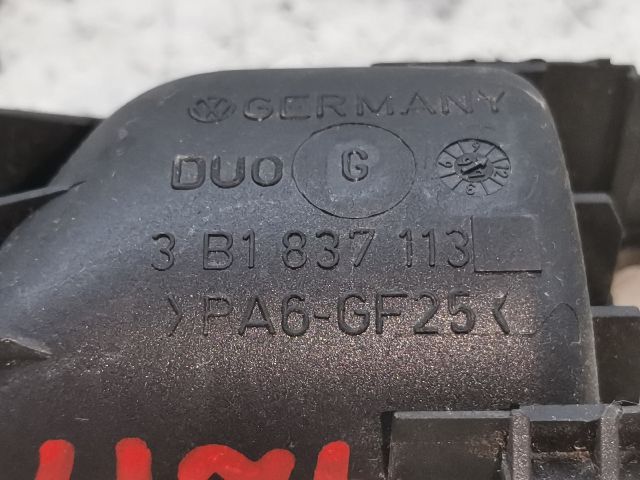 GERMANY
DUO G
3 B1 837 113
>PA6-GF25<